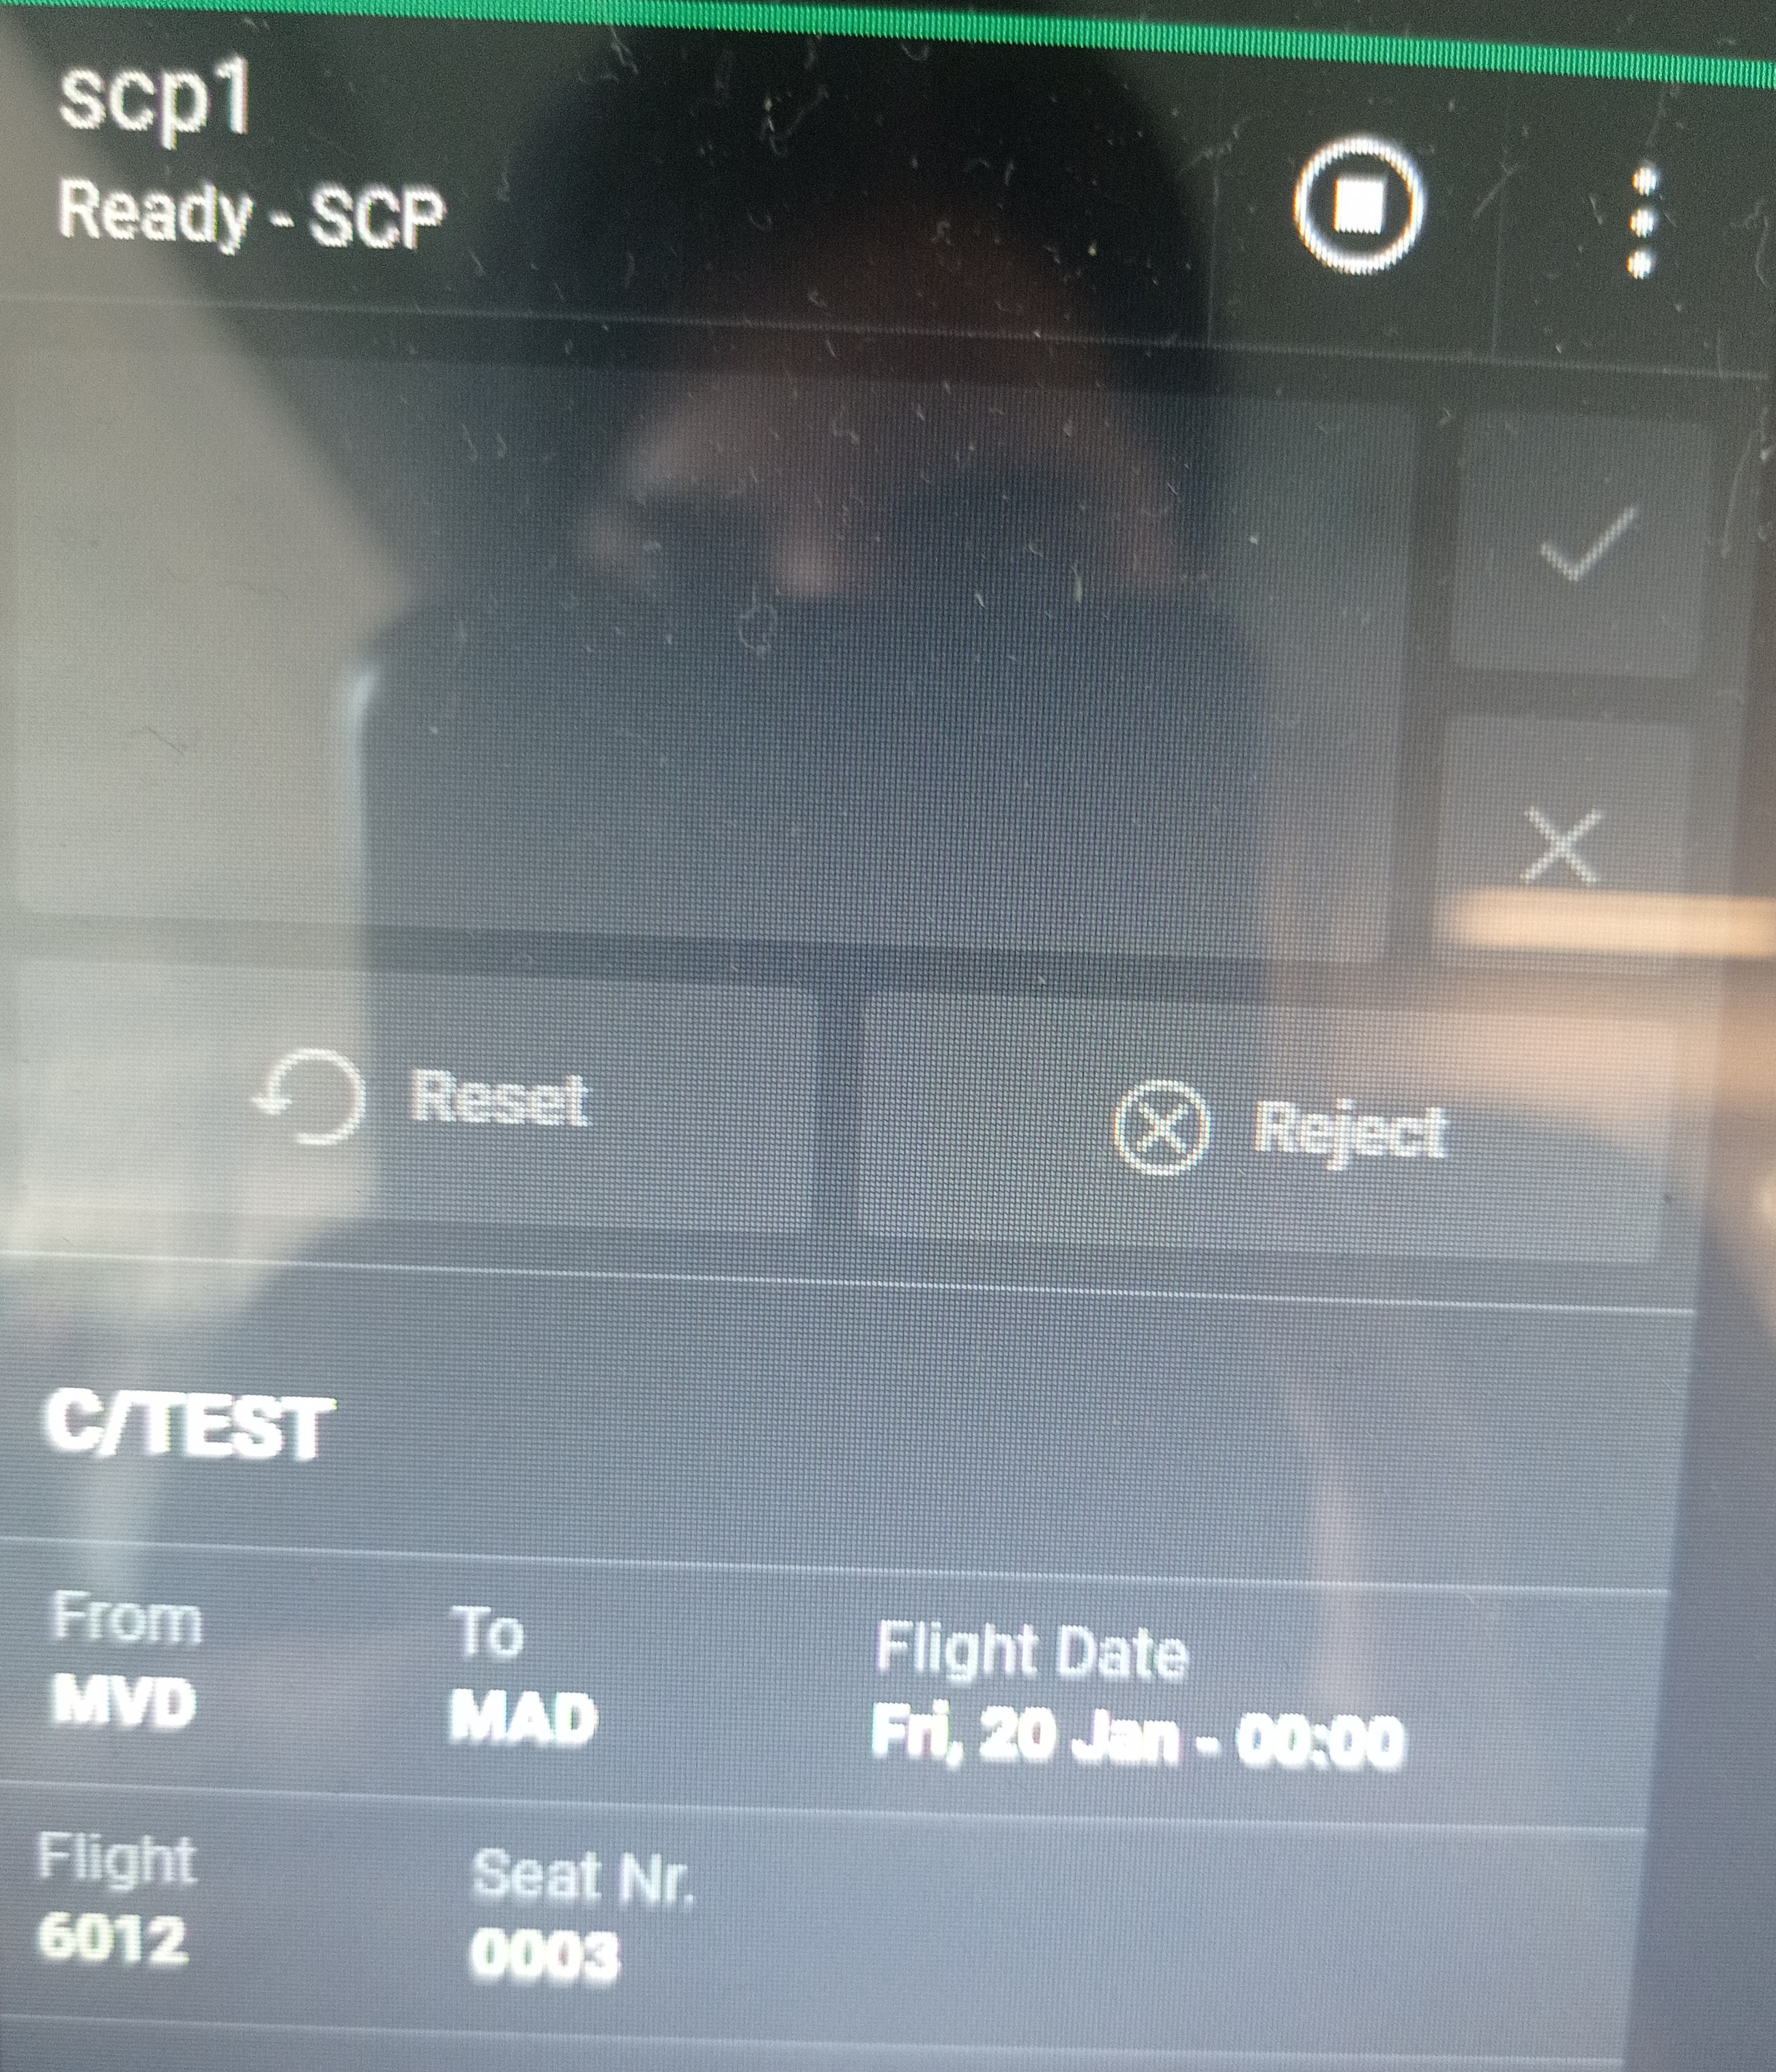 scp1
Ready - SCP
Reset
Reject
C/TEST
From
To
Flight Date
MVD
MAD
Fri, 20 Jan - 00:00
Flight
Seat Nr.
6012
0003